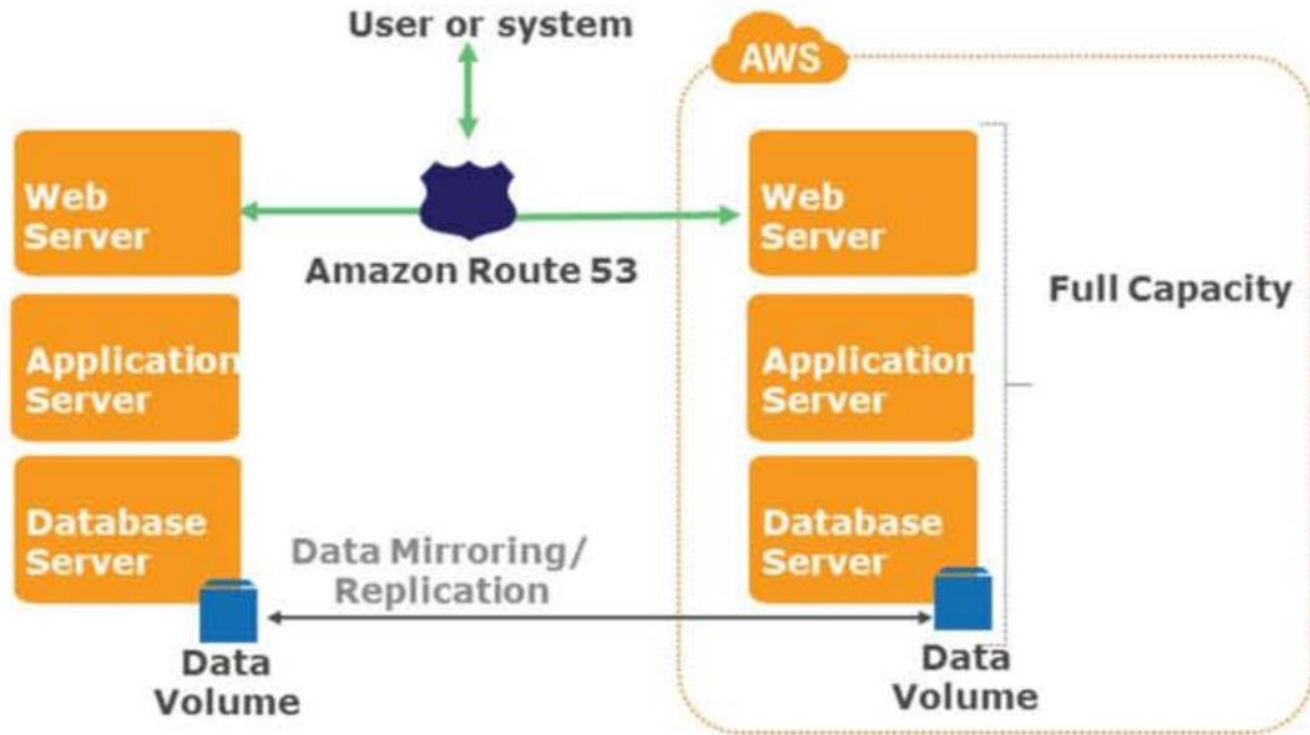 User or system
AWS
Web
Server
Amazon Route 53
Web
Server
Full Capacity
Application
Server
Application
Server
Database
Server
Data Mirroring/
Replication
Database
Server
Data
Volume
Data
Volume